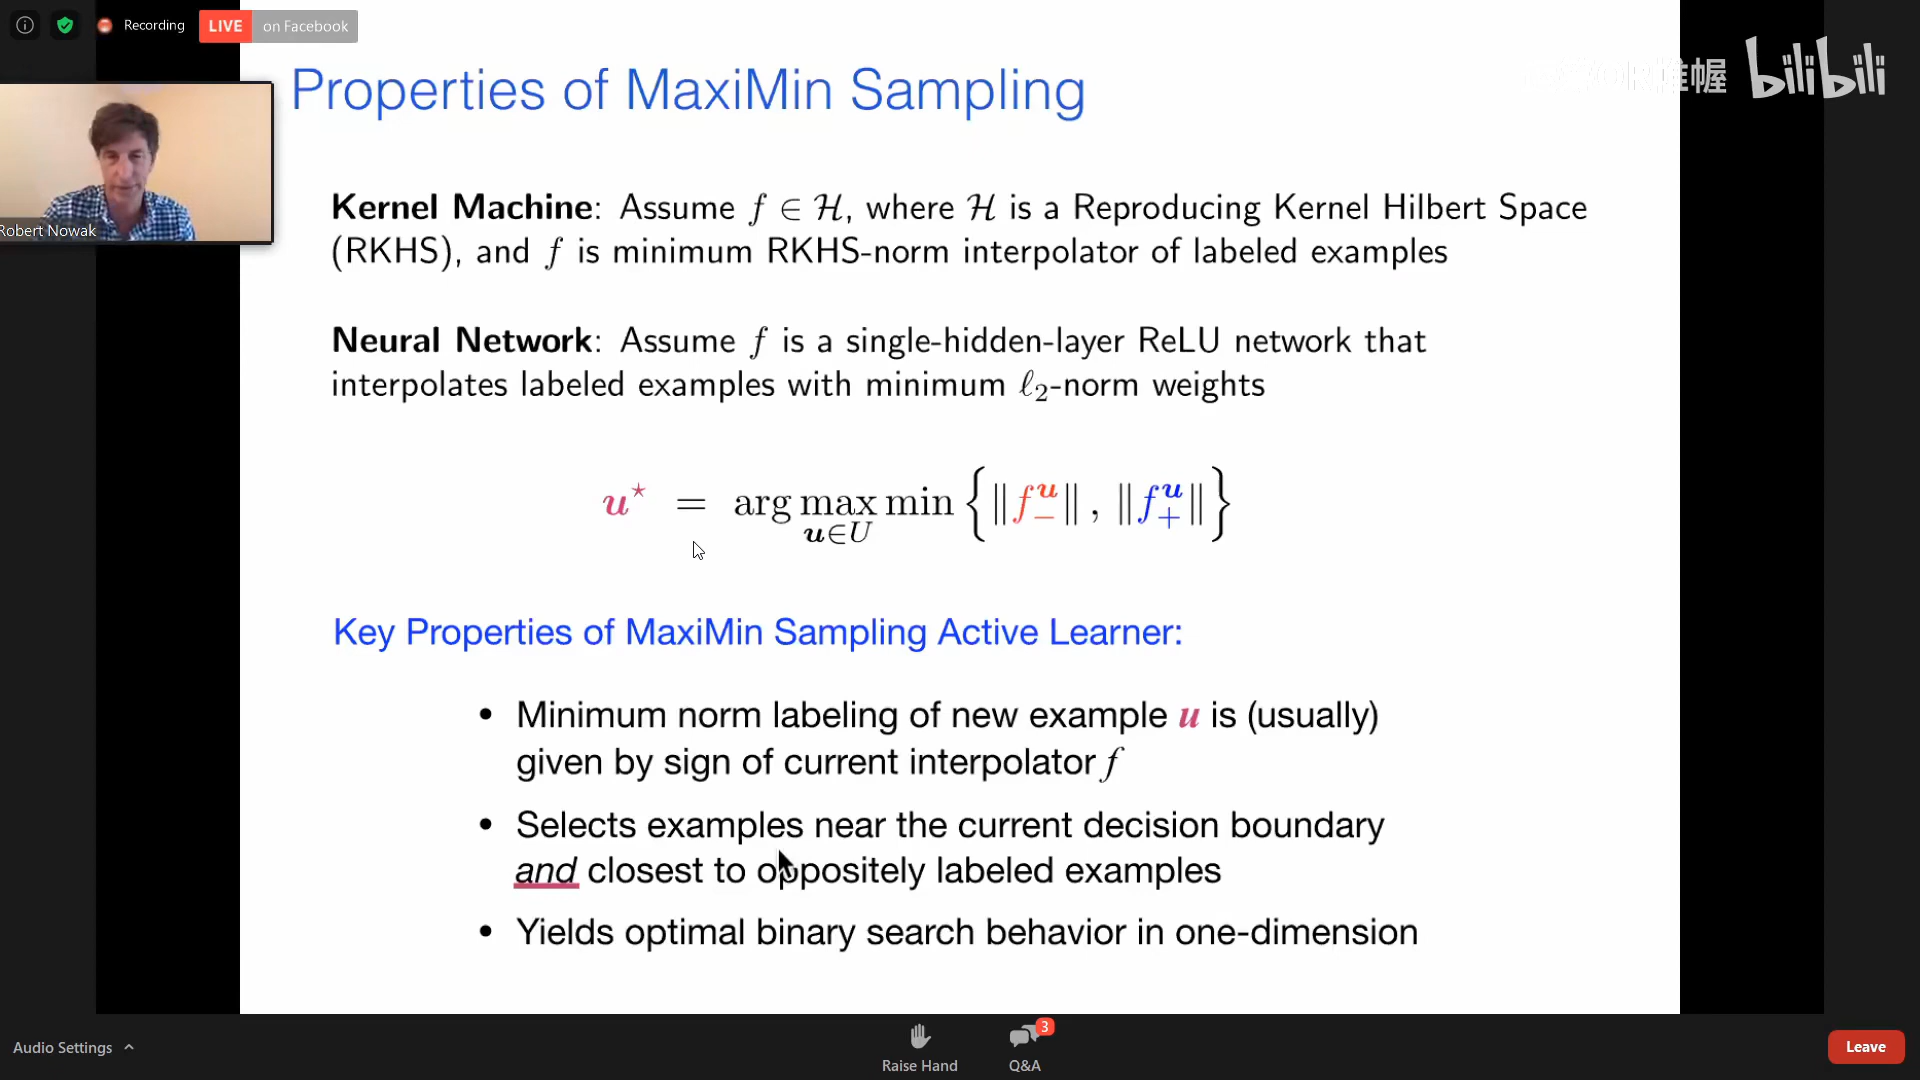 Recording
LIVE on Facebook
Properties of MaxiMin Sampling
幄 bilibili
Robert Nowak
Kernel Machine: Assume f ∈ ℋ, where ℋ is a Reproducing Kernel Hilbert Space
(RKHS), and f is minimum RKHS-norm interpolator of labeled examples
Neural Network: Assume f is a single-hidden-layer ReLU network that
interpolates labeled examples with minimum ℓ₂-norm weights
u* = arg max_{u∈U} min {‖f_-^u‖, ‖f_+^u‖}
Key Properties of MaxiMin Sampling Active Learner:
• Minimum norm labeling of new example u is (usually)
given by sign of current interpolator f
• Selects examples near the current decision boundary
and closest to oppositely labeled examples
• Yields optimal binary search behavior in one-dimension
Audio Settings
Raise Hand
3
Q&A
Leave